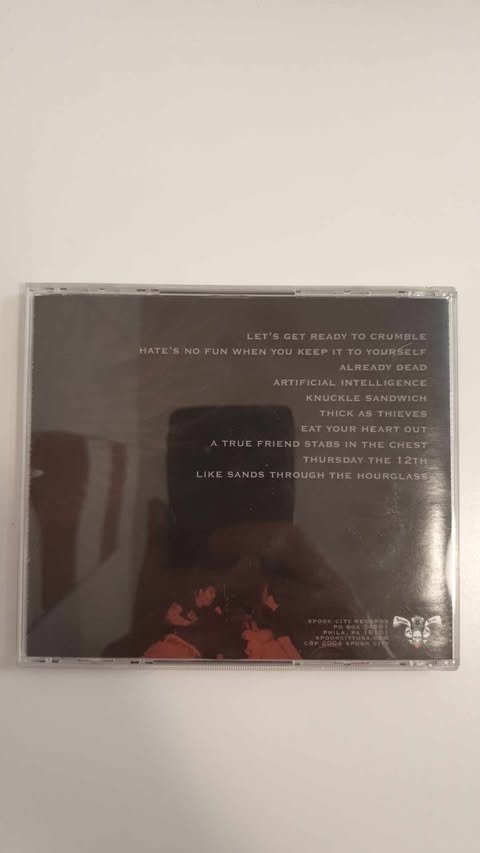 LET'S GET READY TO CRUMBLE
HATE'S NO FUN WHEN YOU KEEP IT TO YOURSELF
ALREADY DEAD
ARTIFICIAL INTELLIGENCE
KNUCKLE SANDWICH
THICK AS THIEVES
EAT YOUR HEART OUT
A TRUE FRIEND STABS IN THE CHEST
THURSDAY THE 12TH
LIKE SANDS THROUGH THE HOURGLASS
SPOOK CITY RECORDS
PO BOX
PHILA, PA 19101
SPOOKCITYUSA.COM
2004 SPOOK CITY